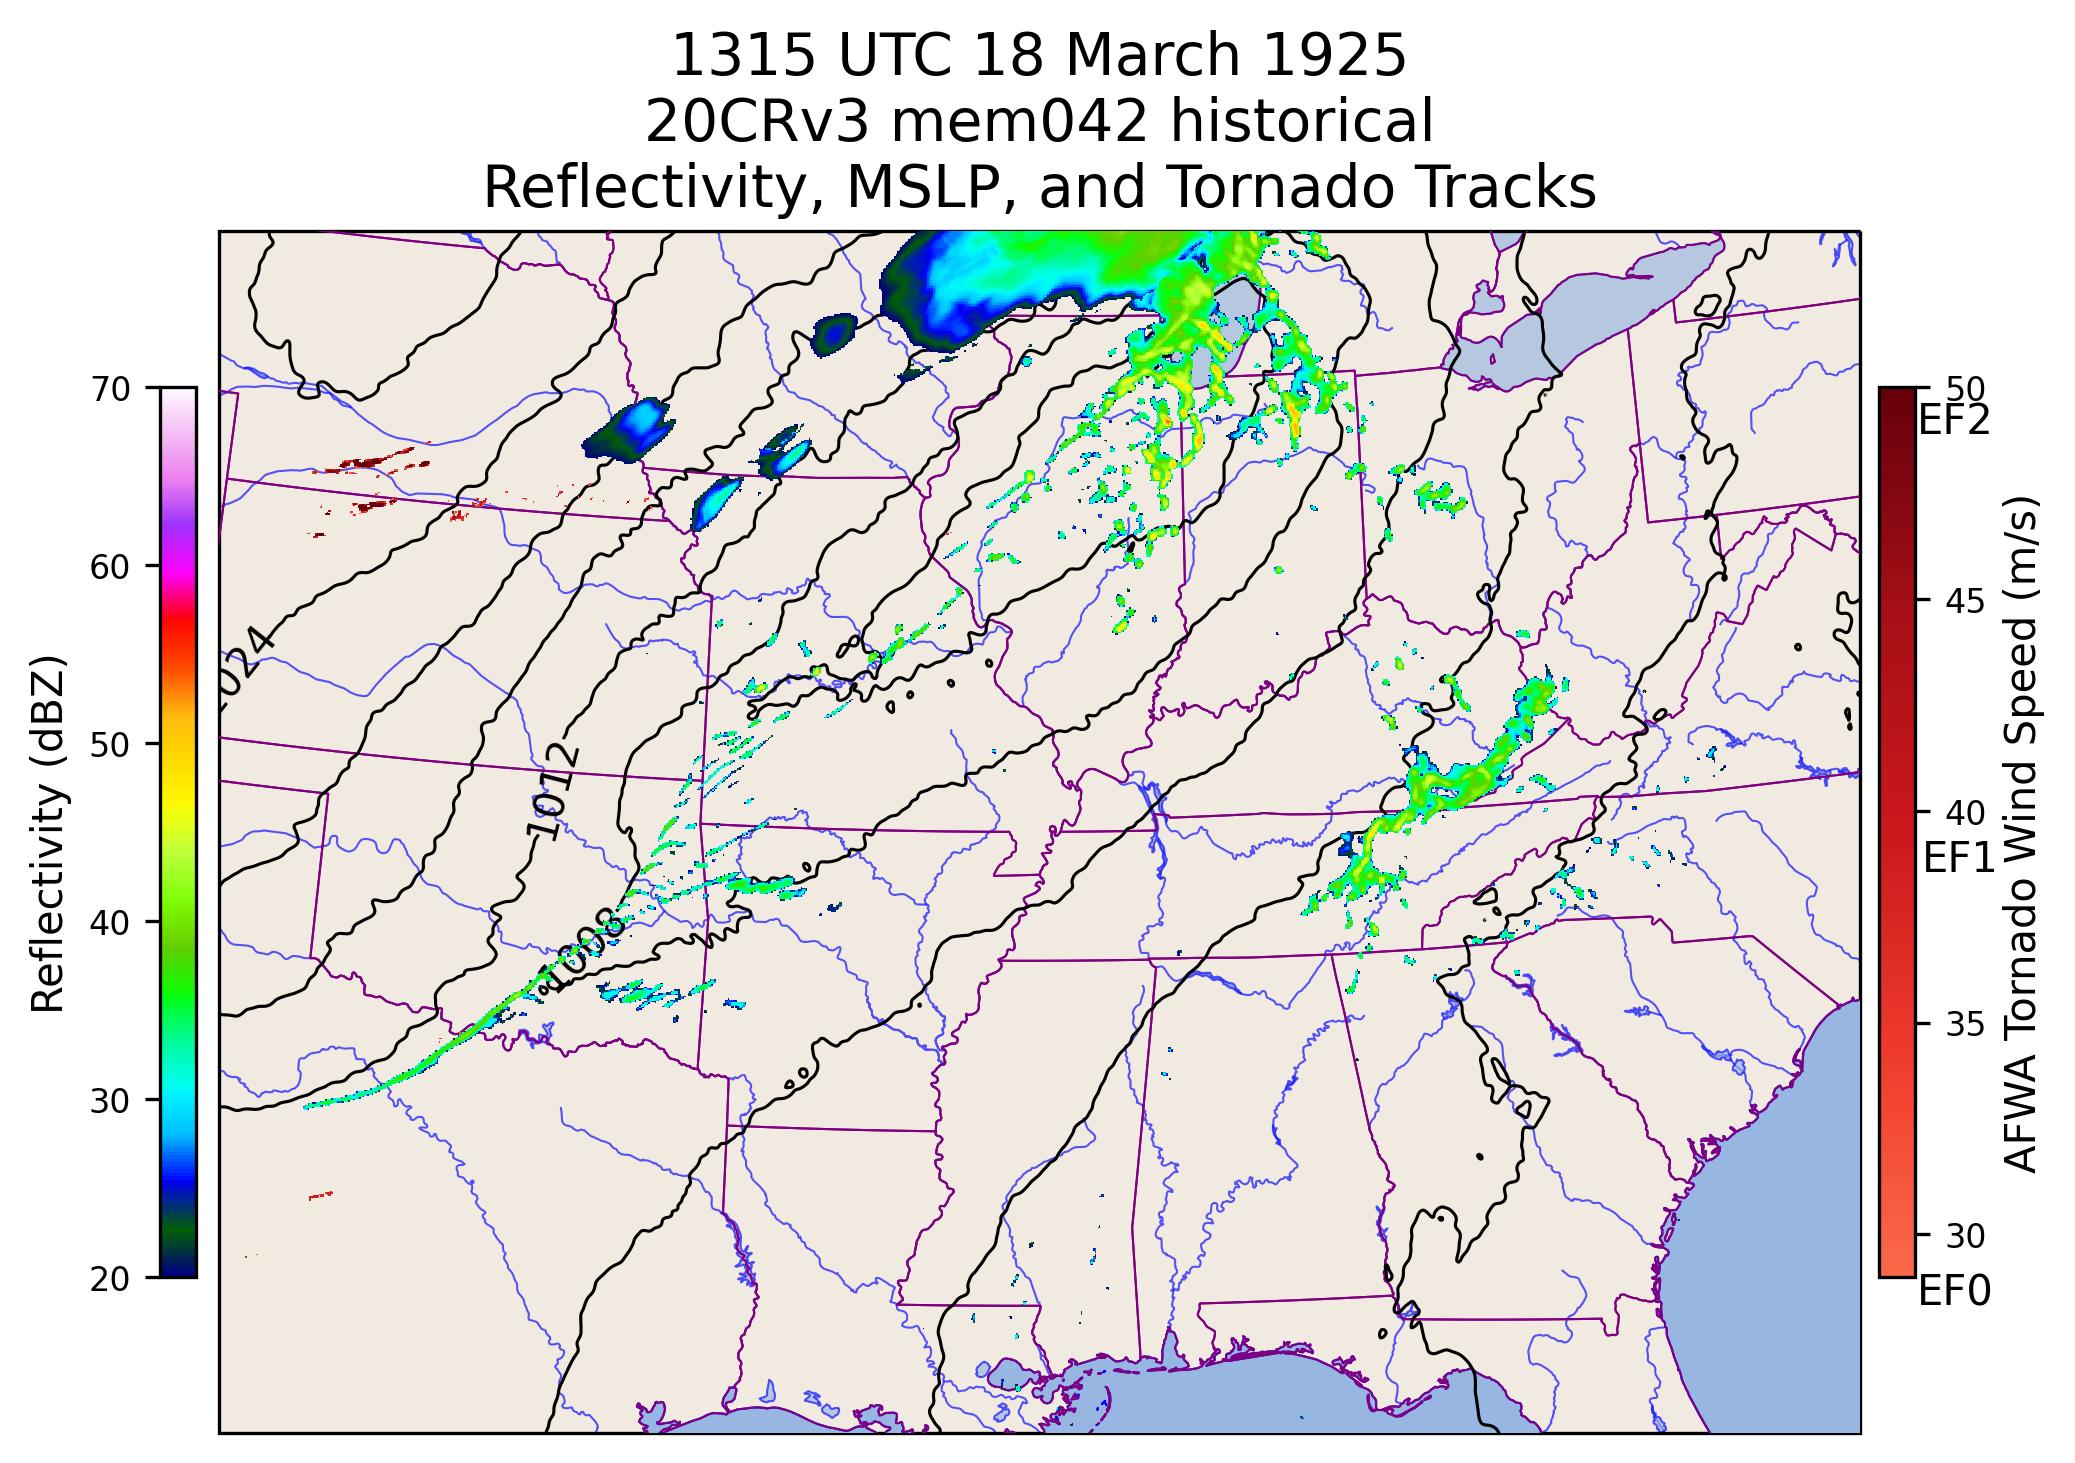 1315 UTC 18 March 1925
20CRv3 mem042 historical
Reflectivity, MSLP, and Tornado Tracks
70
60
50
40
30
20
Reflectivity (dBZ)
1024
1012
1008
50
EF2
45
40
EF1
35
30
EF0
AFWA Tornado Wind Speed (m/s)